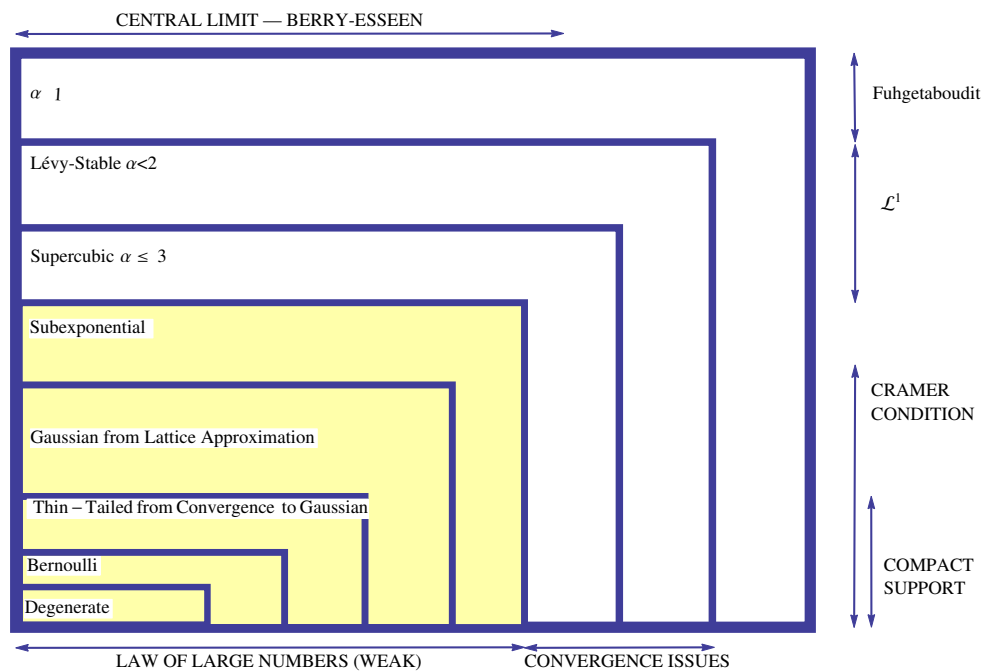 CENTRAL LIMIT — BERRY-ESSEEN
α 1
Fuhgetaboudit
Lévy-Stable α<2
ℒ¹
Supercubic α ≤ 3
Subexponential
CRAMER
CONDITION
Gaussian from Lattice Approximation
Thin – Tailed from Convergence to Gaussian
Bernoulli
COMPACT
SUPPORT
Degenerate
LAW OF LARGE NUMBERS (WEAK)
CONVERGENCE ISSUES